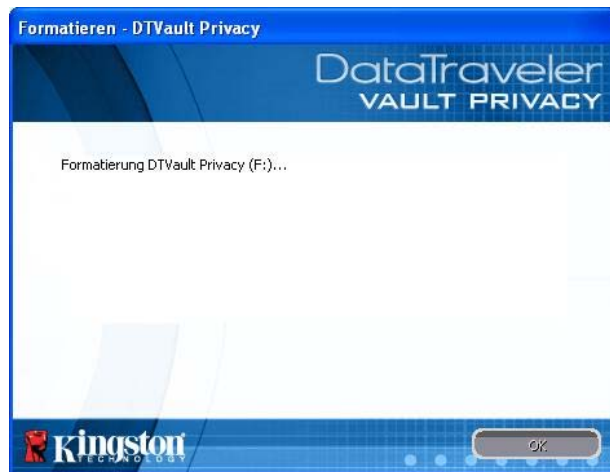 Formatieren - DTVault Privacy
DataTraveler
VAULT PRIVACY
Formatierung DTVault Privacy (F:)...
Kingston
TECHNOLOGY
OK